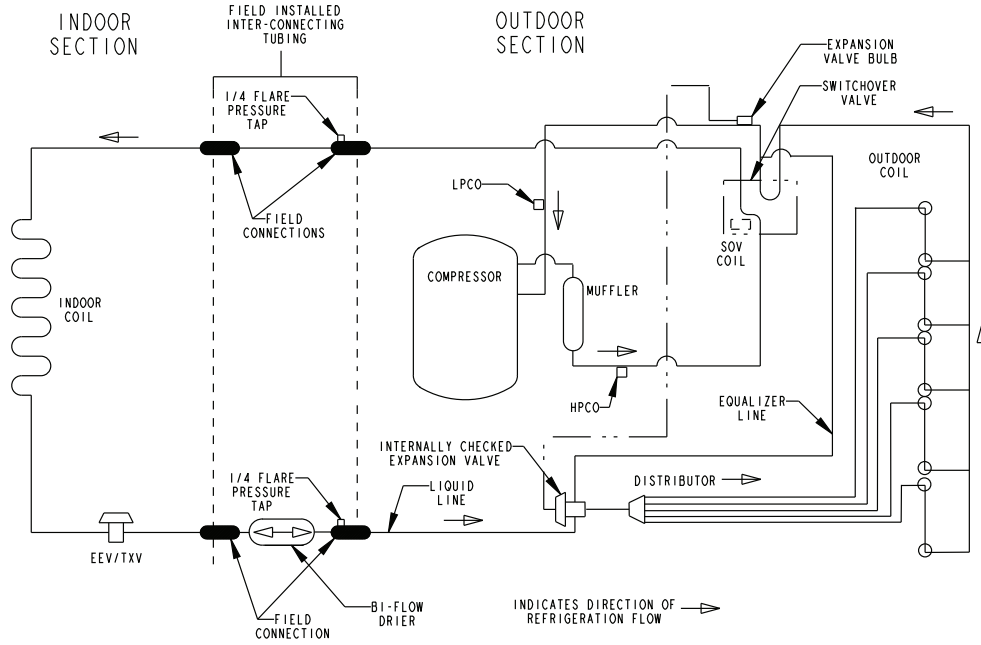 INDOOR
SECTION
FIELD INSTALLED
INTER-CONNECTING
TUBING
OUTDOOR
SECTION
EXPANSION
VALVE BULB
SWITCHOVER
VALVE
1/4 FLARE
PRESSURE
TAP
OUTDOOR
COIL
LPCO
FIELD
CONNECTIONS
SOV
COIL
COMPRESSOR
MUFFLER
INDOOR
COIL
HPCO
EQUALIZER
LINE
INTERNALLY CHECKED
EXPANSION VALVE
1/4 FLARE
PRESSURE
TAP
LIQUID
LINE
DISTRIBUTOR
EEV/TXV
BI-FLOW
DRIER
FIELD
CONNECTION
INDICATES DIRECTION OF
REFRIGERATION FLOW